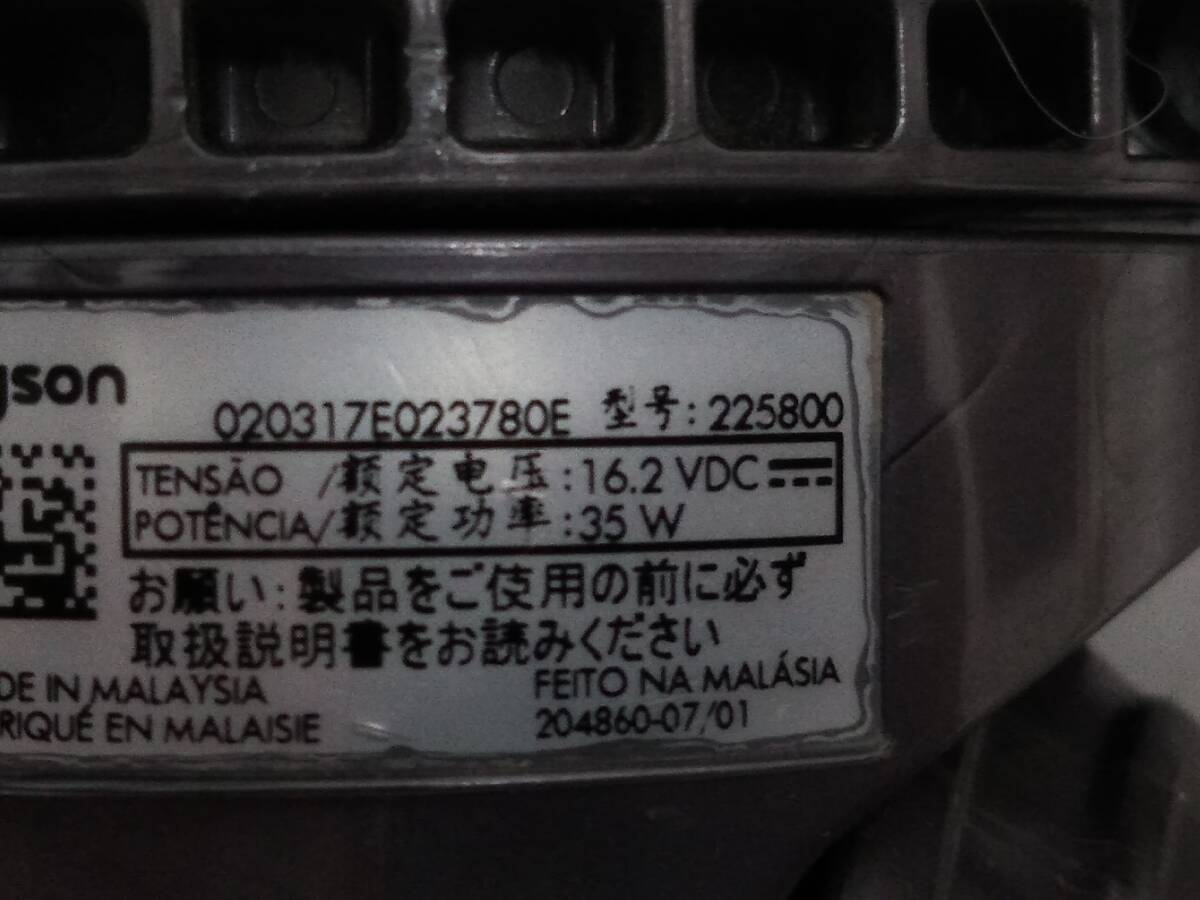 yson
020317E023780E 型号: 225800
TENSÃO /额定电压:16.2 VDC
POTÊNCIA/额定功率:35 W
お願い:製品をご使用の前に必ず
取扱説明書をお読みください
DE IN MALAYSIA
FEITO NA MALÁSIA
RIQUÉ EN MALAISIE
204860-07/01